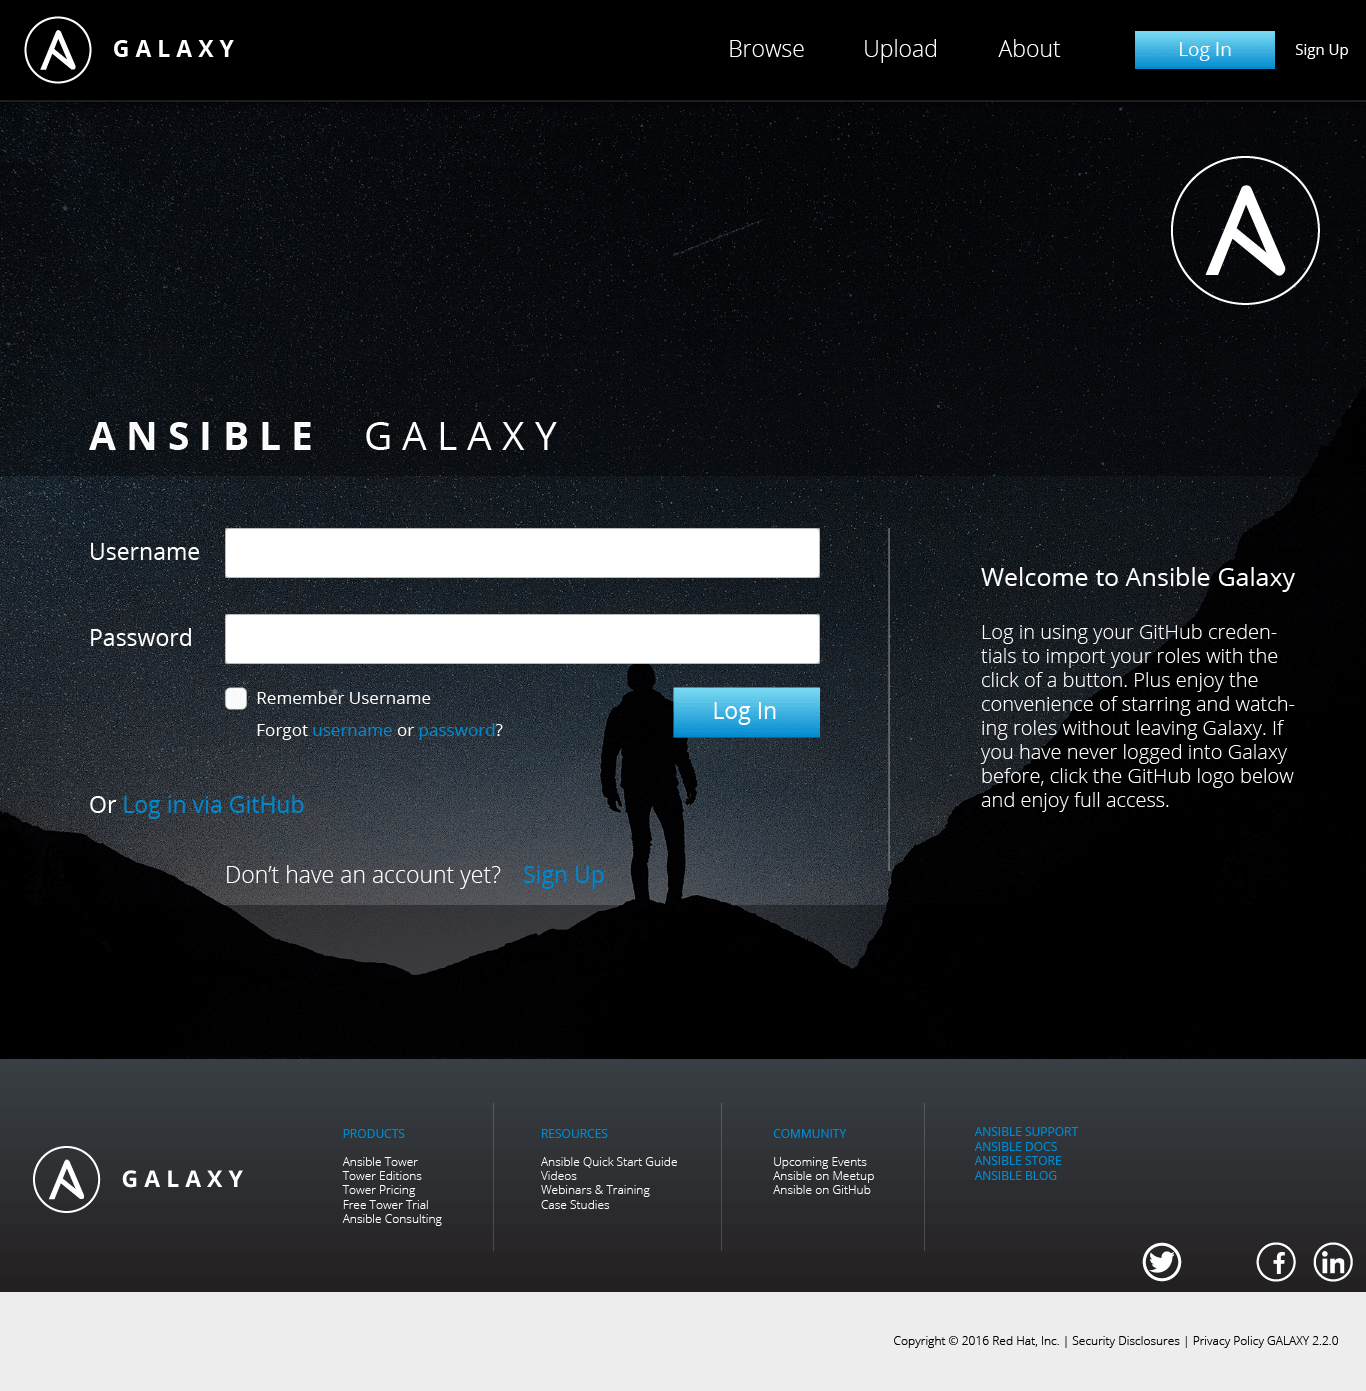 GALAXY
Browse
Upload
About
Log In
Sign Up
ANSIBLE GALAXY
Username
Password
Remember Username
Forgot username or password?
Log In
Or Log in via GitHub
Don’t have an account yet? Sign Up
Welcome to Ansible Galaxy
Log in using your GitHub creden-
tials to import your roles with the
click of a button. Plus enjoy the
convenience of starring and watch-
ing roles without leaving Galaxy. If
you have never logged into Galaxy
before, click the GitHub logo below
and enjoy full access.
GALAXY
PRODUCTS
Ansible Tower
Tower Editions
Tower Pricing
Free Tower Trial
Ansible Consulting
RESOURCES
Ansible Quick Start Guide
Videos
Webinars & Training
Case Studies
COMMUNITY
Upcoming Events
Ansible on Meetup
Ansible on GitHub
ANSIBLE SUPPORT
ANSIBLE DOCS
ANSIBLE STORE
ANSIBLE BLOG
Copyright © 2016 Red Hat, Inc. | Security Disclosures | Privacy Policy GALAXY 2.2.0